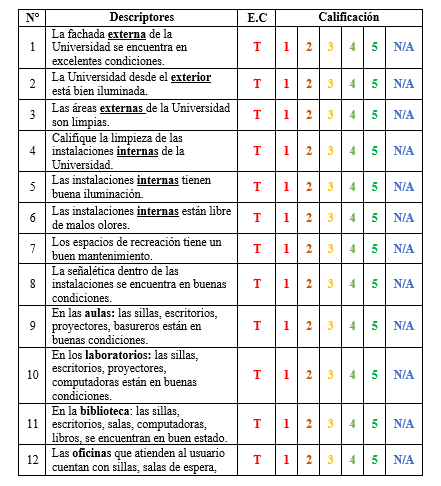 N° Descriptores E.C Calificación
La fachada externa de la
1 Universidad se encuentra en T 1 2 3 4 5 N/A
excelentes condiciones.
2 La Universidad desde el exterior T 1 2 3 4 5 N/A
está bien iluminada.
3 Las áreas externas de la Universidad T 1 2 3 4 5 N/A
son limpias.
Califique la limpieza de las
4 instalaciones internas de la T 1 2 3 4 5 N/A
Universidad.
5 Las instalaciones internas tienen T 1 2 3 4 5 N/A
buena iluminación.
6 Las instalaciones internas están libre T 1 2 3 4 5 N/A
de malos olores.
7 Los espacios de recreación tiene un T 1 2 3 4 5 N/A
buen mantenimiento.
La señalética dentro de las
8 instalaciones se encuentra en buenas T 1 2 3 4 5 N/A
condiciones.
En las aulas: las sillas, escritorios,
9 proyectores, basureros están en T 1 2 3 4 5 N/A
buenas condiciones.
En los laboratorios: las sillas,
10 escritorios, proyectores, T 1 2 3 4 5 N/A
computadoras están en buenas
condiciones.
En la biblioteca: las sillas,
11 escritorios, salas, computadoras, T 1 2 3 4 5 N/A
libros, se encuentran en buen estado.
12 Las oficinas que atienden al usuario T 1 2 3 4 5 N/A
cuentan con sillas, salas de espera,